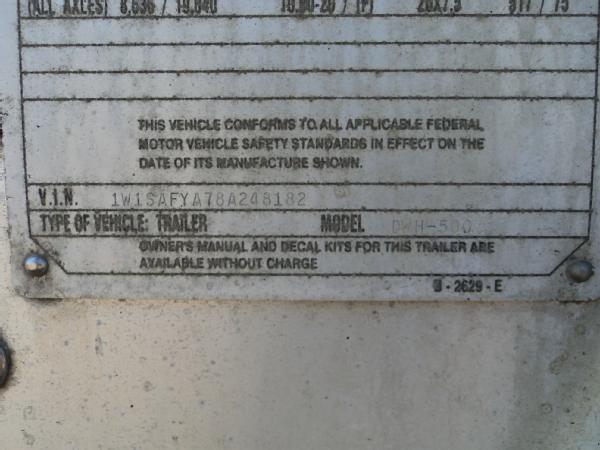 (ALL AXLES) 8,636 / 19,040 10.00-20 / (F) 20X7.5 517 / 75
THIS VEHICLE CONFORMS TO ALL APPLICABLE FEDERAL
MOTOR VEHICLE SAFETY STANDARDS IN EFFECT ON THE
DATE OF ITS MANUFACTURE SHOWN.
V.I.N. 1W1SAFYA78A248182
TYPE OF VEHICLE: TRAILER MODEL DWH-500
OWNER'S MANUAL AND DECAL KITS FOR THIS TRAILER ARE
AVAILABLE WITHOUT CHARGE
- 2629 - E